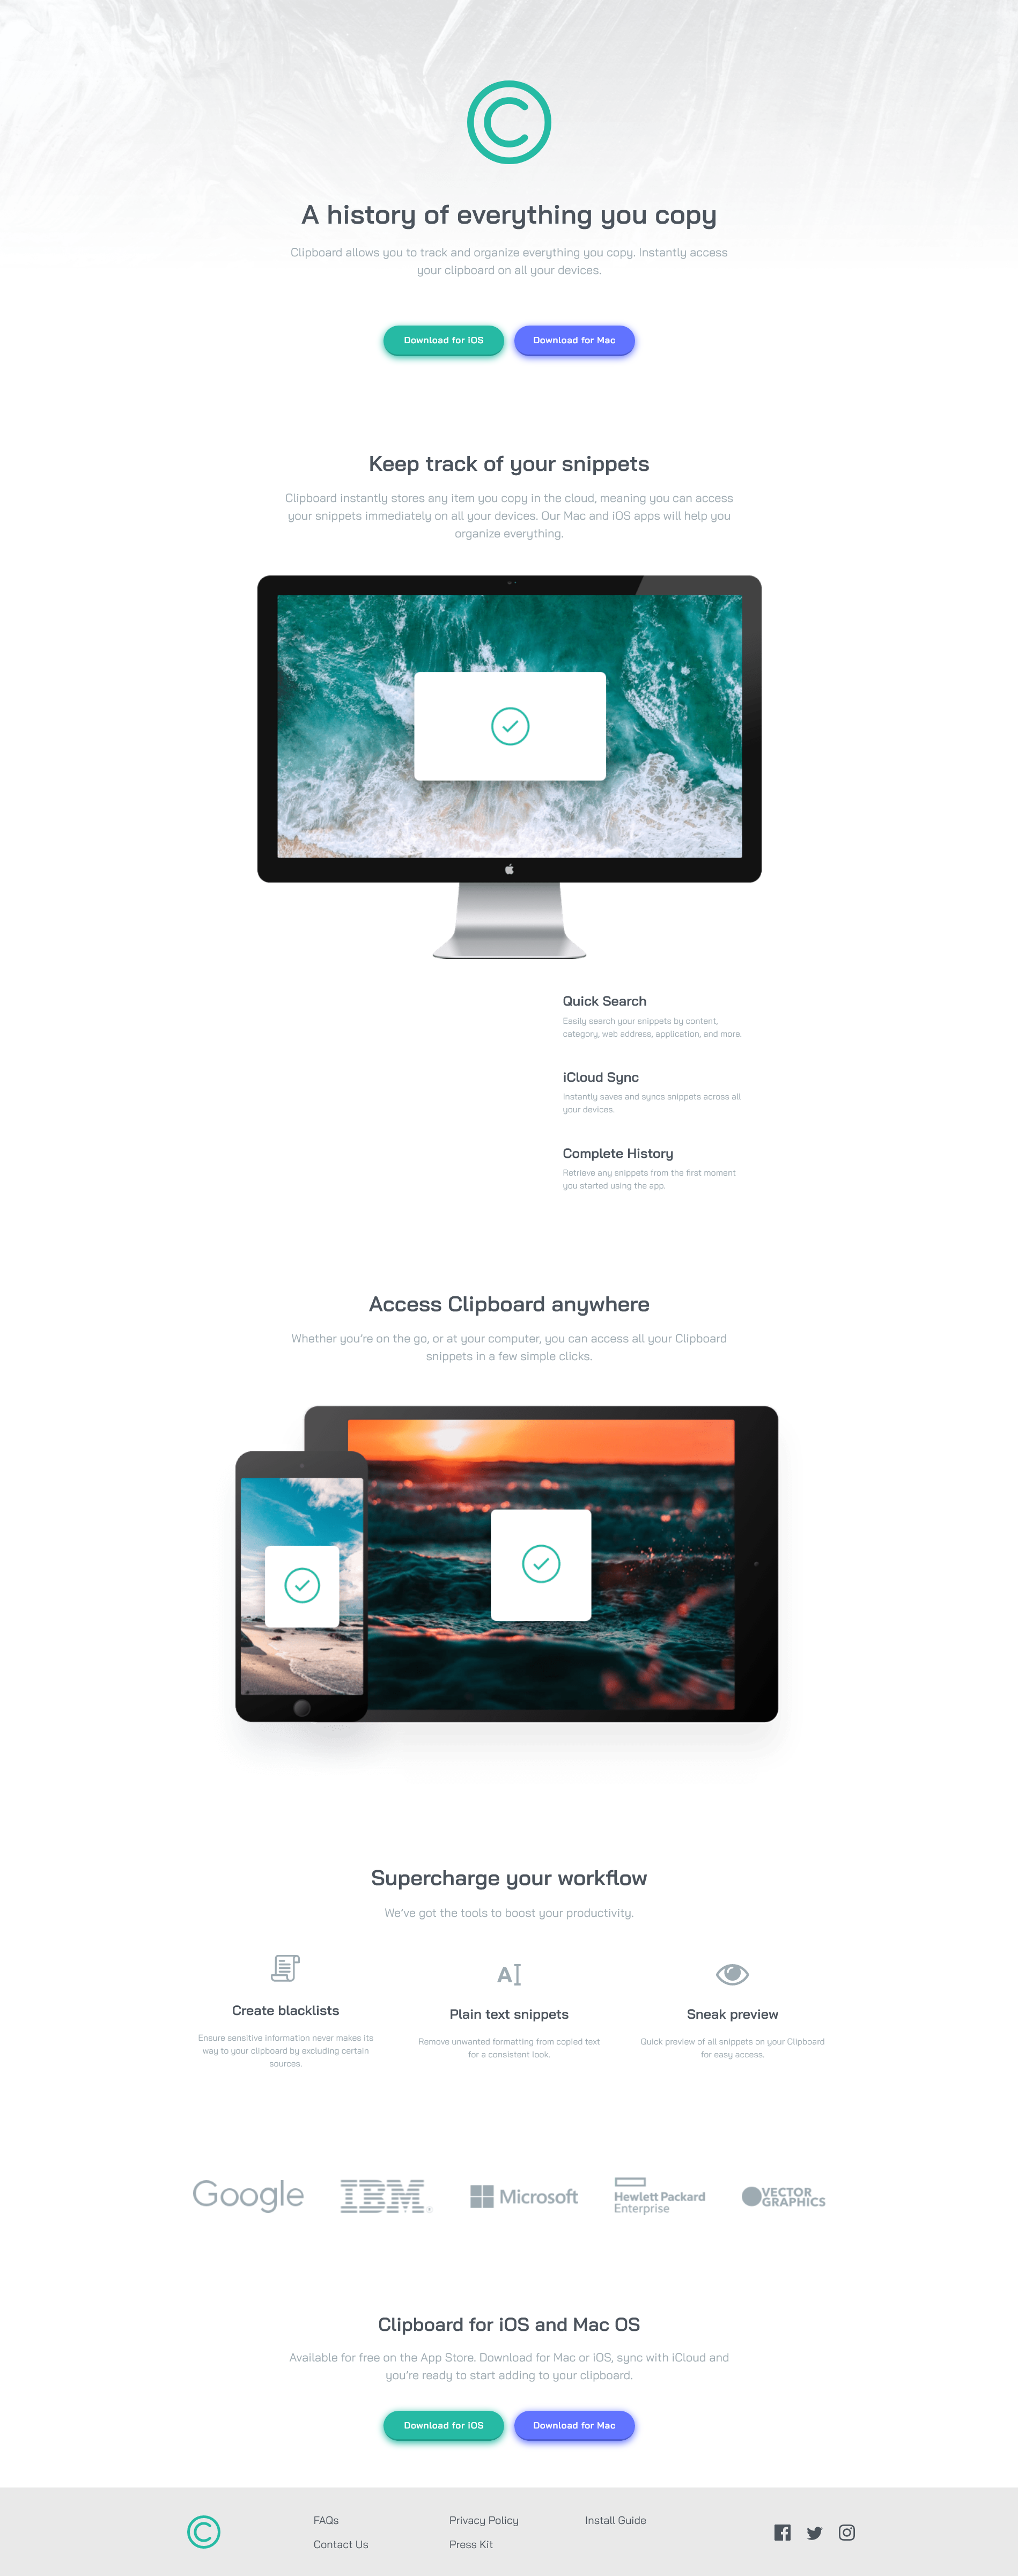 A history of everything you copy
Clipboard allows you to track and organize everything you copy. Instantly access
your clipboard on all your devices.
Download for iOS
Download for Mac
Keep track of your snippets
Clipboard instantly stores any item you copy in the cloud, meaning you can access
your snippets immediately on all your devices. Our Mac and iOS apps will help you
organize everything.
Quick Search
Easily search your snippets by content,
category, web address, application, and more.
iCloud Sync
Instantly saves and syncs snippets across all
your devices.
Complete History
Retrieve any snippets from the first moment
you started using the app.
Access Clipboard anywhere
Whether you’re on the go, or at your computer, you can access all your Clipboard
snippets in a few simple clicks.
Supercharge your workflow
We’ve got the tools to boost your productivity.
Create blacklists
Ensure sensitive information never makes its
way to your clipboard by excluding certain
sources.
Plain text snippets
Remove unwanted formatting from copied text
for a consistent look.
Sneak preview
Quick preview of all snippets on your Clipboard
for easy access.
Google
IBM
Microsoft
Hewlett Packard
Enterprise
VECTOR
GRAPHICS
Clipboard for iOS and Mac OS
Available for free on the App Store. Download for Mac or iOS, sync with iCloud and
you’re ready to start adding to your clipboard.
Download for iOS
Download for Mac
FAQs
Contact Us
Privacy Policy
Press Kit
Install Guide